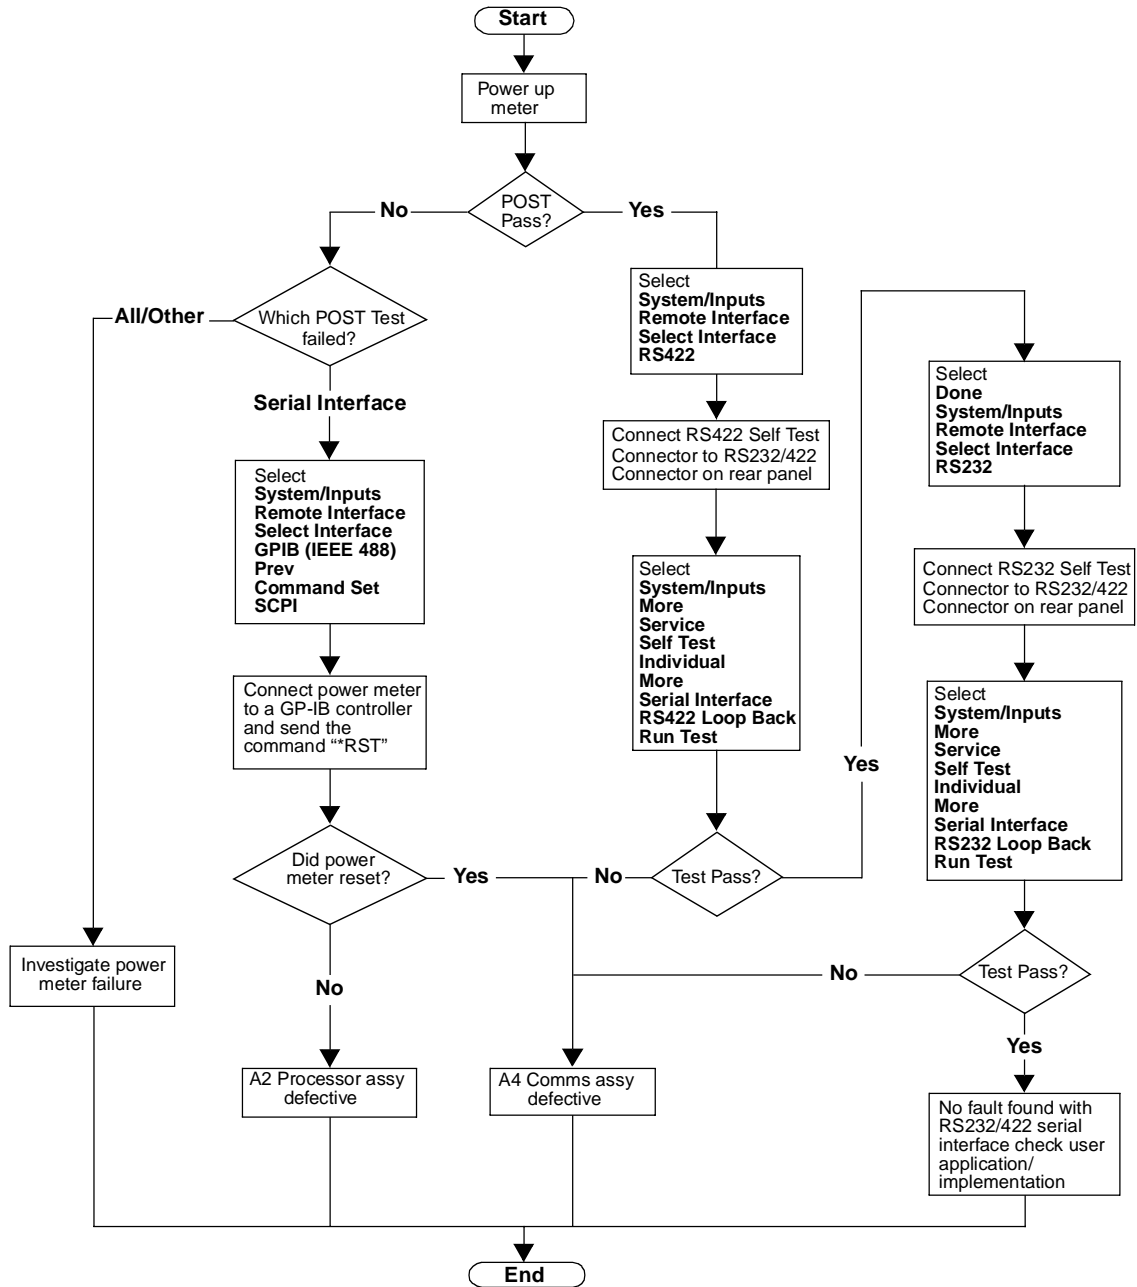 Start
Power up
meter
POST
Pass?
No
Yes
Which POST Test
failed?
All/Other
Serial Interface
Select
System/Inputs
Remote Interface
Select Interface
GPIB (IEEE 488)
Prev
Command Set
SCPI
Connect power meter
to a GP-IB controller
and send the
command “*RST”
Did power
meter reset?
Yes
No
Investigate power
meter failure
A2 Processor assy
defective
A4 Comms assy
defective
Select
System/Inputs
Remote Interface
Select Interface
RS422
Connect RS422 Self Test
Connector to RS232/422
Connector on rear panel
Select
System/Inputs
More
Service
Self Test
Individual
More
Serial Interface
RS422 Loop Back
Run Test
Test Pass?
No
Yes
Select
Done
System/Inputs
Remote Interface
Select Interface
RS232
Connect RS232 Self Test
Connector to RS232/422
Connector on rear panel
Select
System/Inputs
More
Service
Self Test
Individual
More
Serial Interface
RS232 Loop Back
Run Test
Test Pass?
No
Yes
No fault found with
RS232/422 serial
interface check user
application/
implementation
End